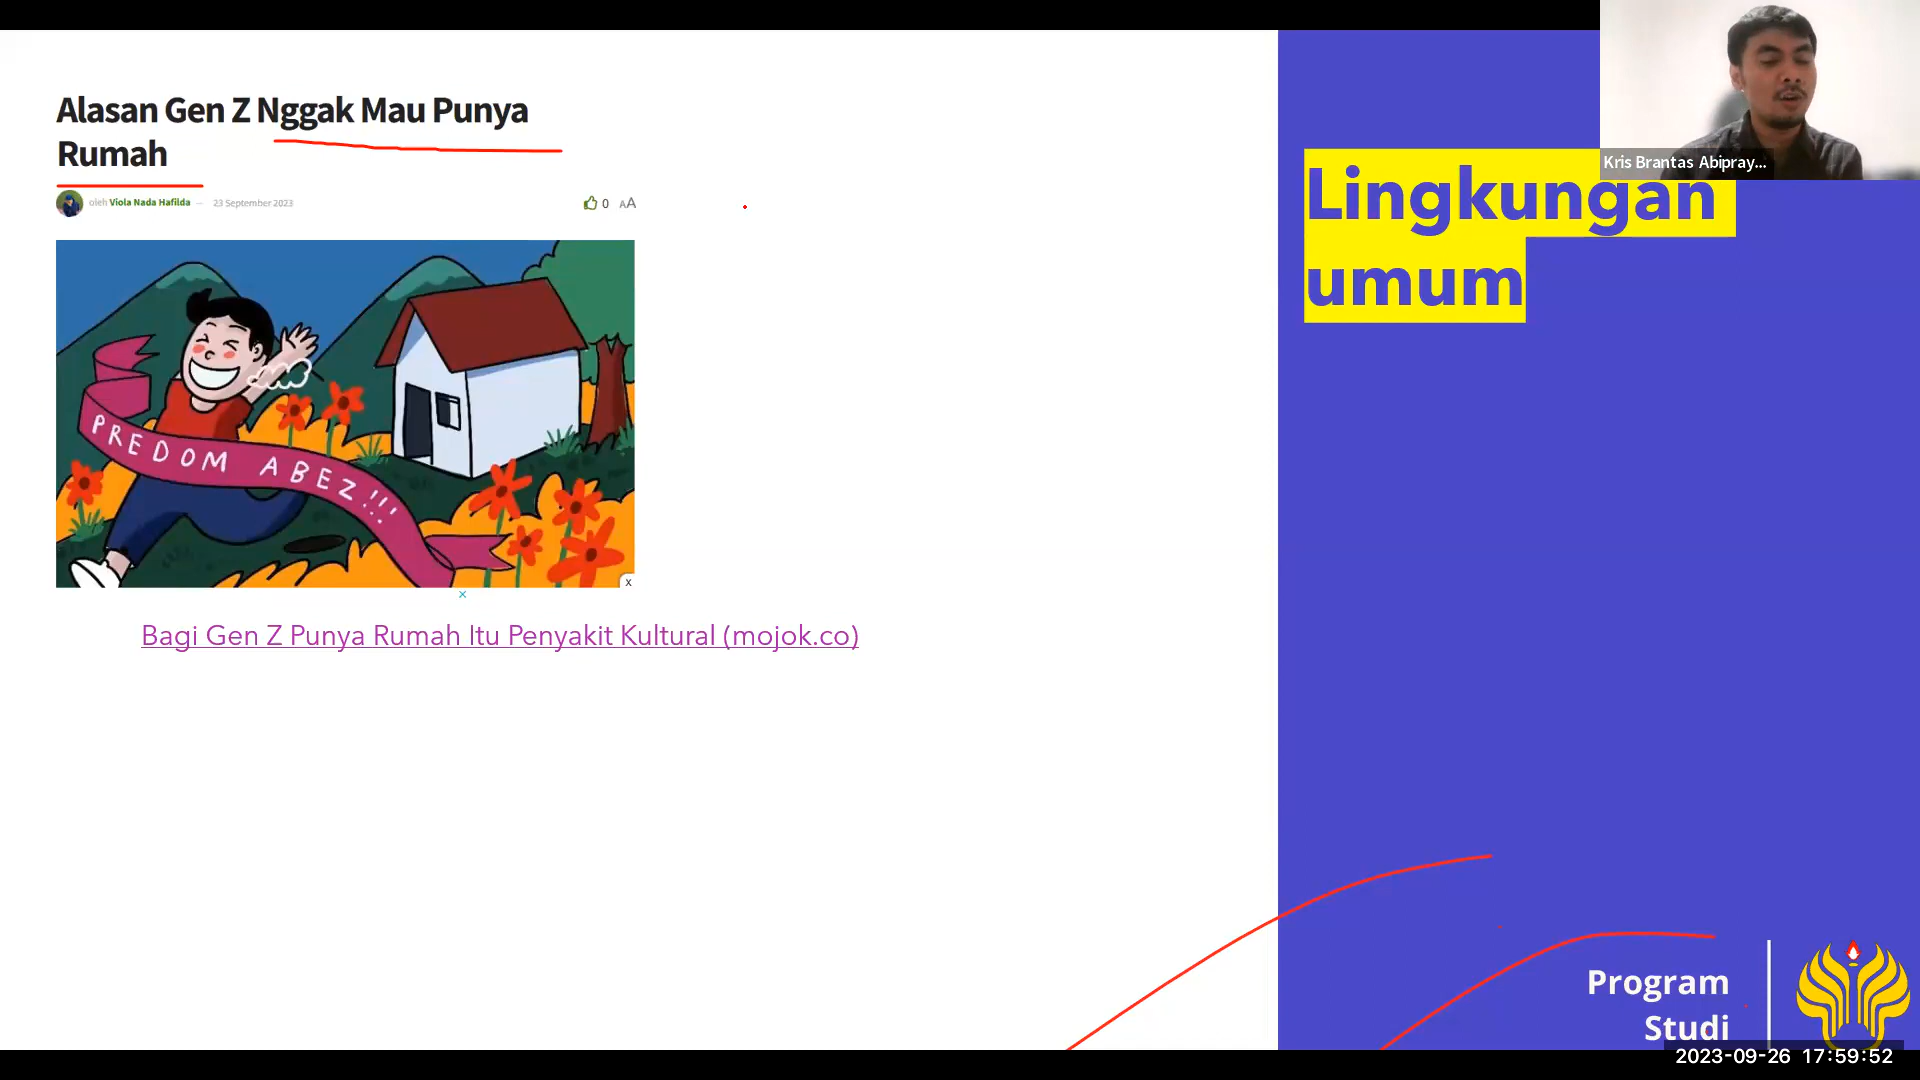 Alasan Gen Z Nggak Mau Punya
Rumah
oleh Viola Nada Hafilda — 23 September 2023
0 AA
PREDOM ABEZ!!!
x
Bagi Gen Z Punya Rumah Itu Penyakit Kultural (mojok.co)
Kris Brantas Abipray...
Lingkungan
umum
Program
Studi
2023-09-26 17:59:52